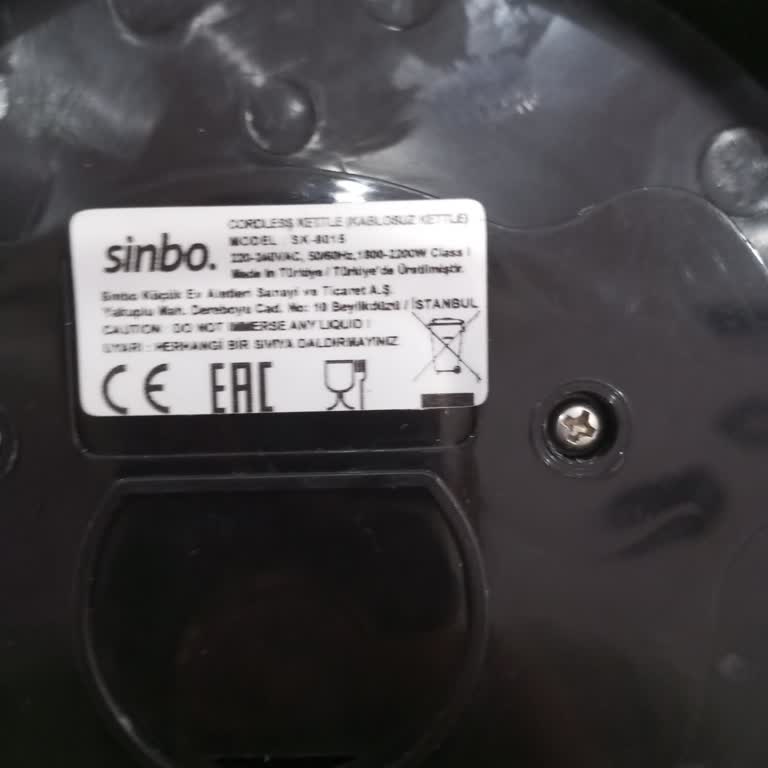 sinbo.
CORDLESS KETTLE (KABLOSUZ KETTLE)
MODEL : SK-8015
220-240VAC, 50/60Hz, 1800-2200W Class I
Made in Türkiye / Türkiye'de Üretilmiştir.
Sinbo Küçük Ev Aletleri Sanayi ve Ticaret A.Ş.
Yakuplu Mah. Dereboyu Cad. No: 10 Beylikdüzü / İSTANBUL
CAUTION : DO NOT IMMERSE ANY LIQUID !
UYARI : HERHANGİ BİR SIVIYA DALDIRMAYINIZ.
CE EAC